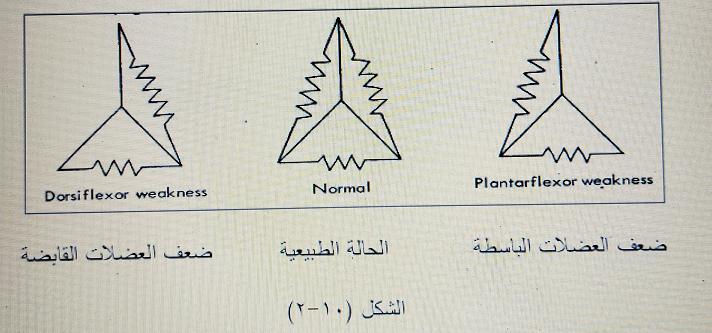 Dorsiflexor weakness
Normal
Plantarflexor weakness
ضعف العضلات الباسطة
الحالة الطبيعية
ضعف العضلات القابضة
الشكل (١٠-٢)